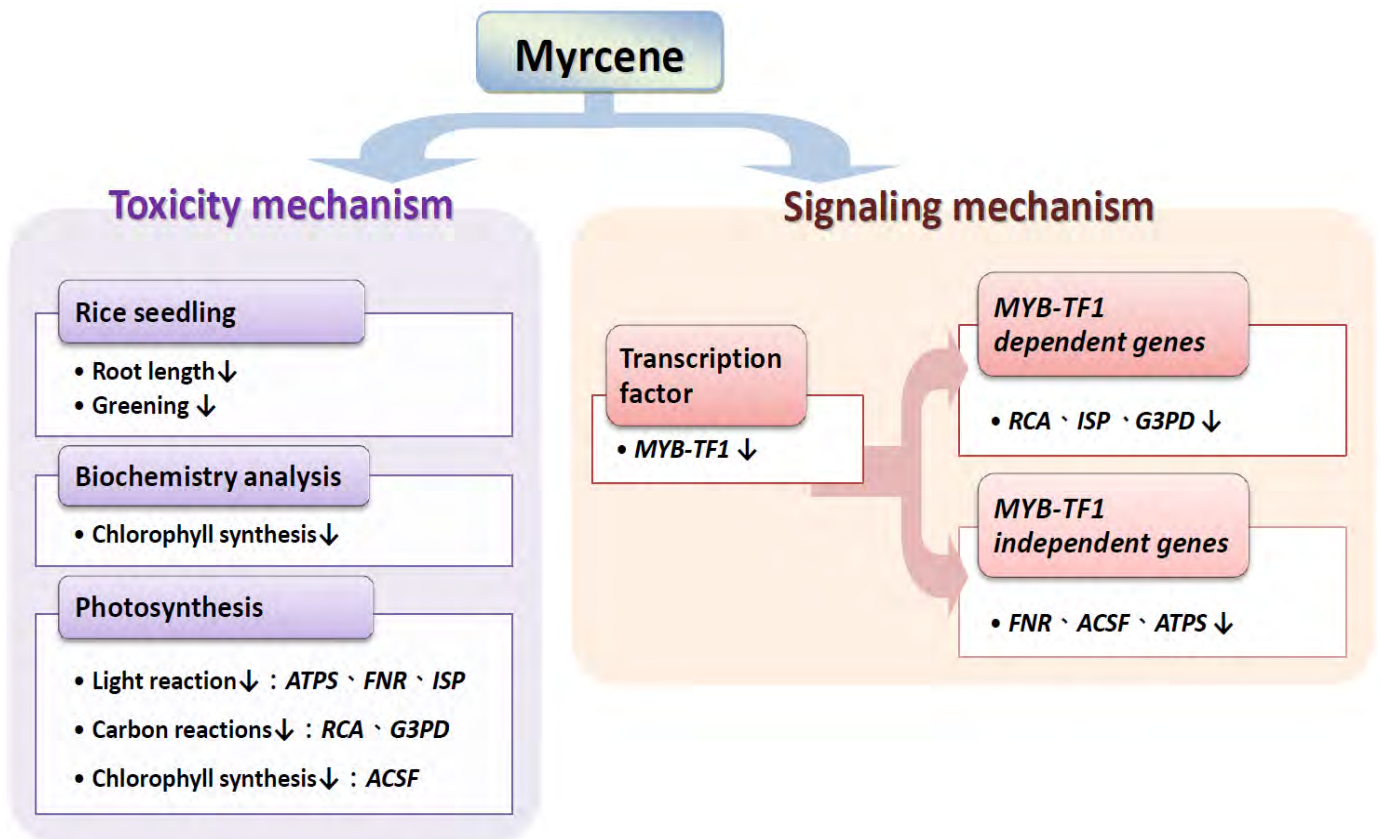 Myrcene
Toxicity mechanism
Rice seedling
• Root length↓
• Greening ↓
Biochemistry analysis
• Chlorophyll synthesis↓
Photosynthesis
• Light reaction↓：ATPS、FNR、ISP
• Carbon reactions↓：RCA、G3PD
• Chlorophyll synthesis↓：ACSF
Signaling mechanism
Transcription
factor
• MYB-TF1 ↓
MYB-TF1
dependent genes
• RCA、ISP、G3PD ↓
MYB-TF1
independent genes
• FNR、ACSF、ATPS ↓